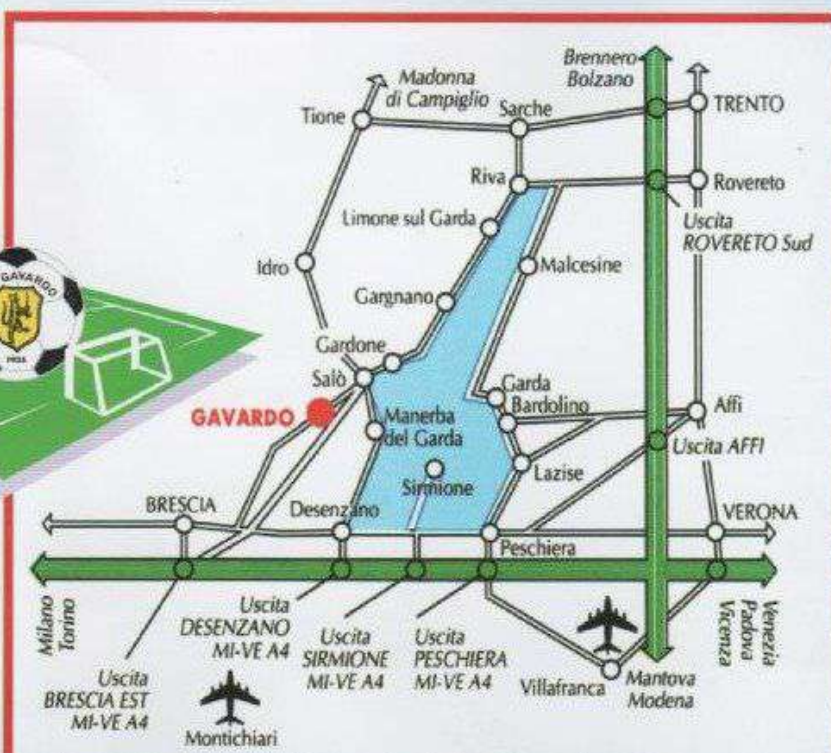 Brennero
Bolzano
Madonna
di Campiglio
Tione
Sarche
TRENTO
Riva
Rovereto
Limone sul Garda
Uscita
ROVERETO Sud
Idro
Malcesine
GAVARDO
Gargnano
Gardone
Salò
Garda
Bardolino
Affi
GAVARDO
Manerba
del Garda
Uscita AFFI
Lazise
Sirmione
BRESCIA
Desenzano
VERONA
Peschiera
Milano
Torino
Uscita
DESENZANO
MI-VE A4
Uscita
SIRMIONE
MI-VE A4
Uscita
PESCHIERA
MI-VE A4
Venezia
Padova
Vicenza
Uscita
BRESCIA EST
MI-VE A4
Villafranca
Mantova
Modena
Montichiari